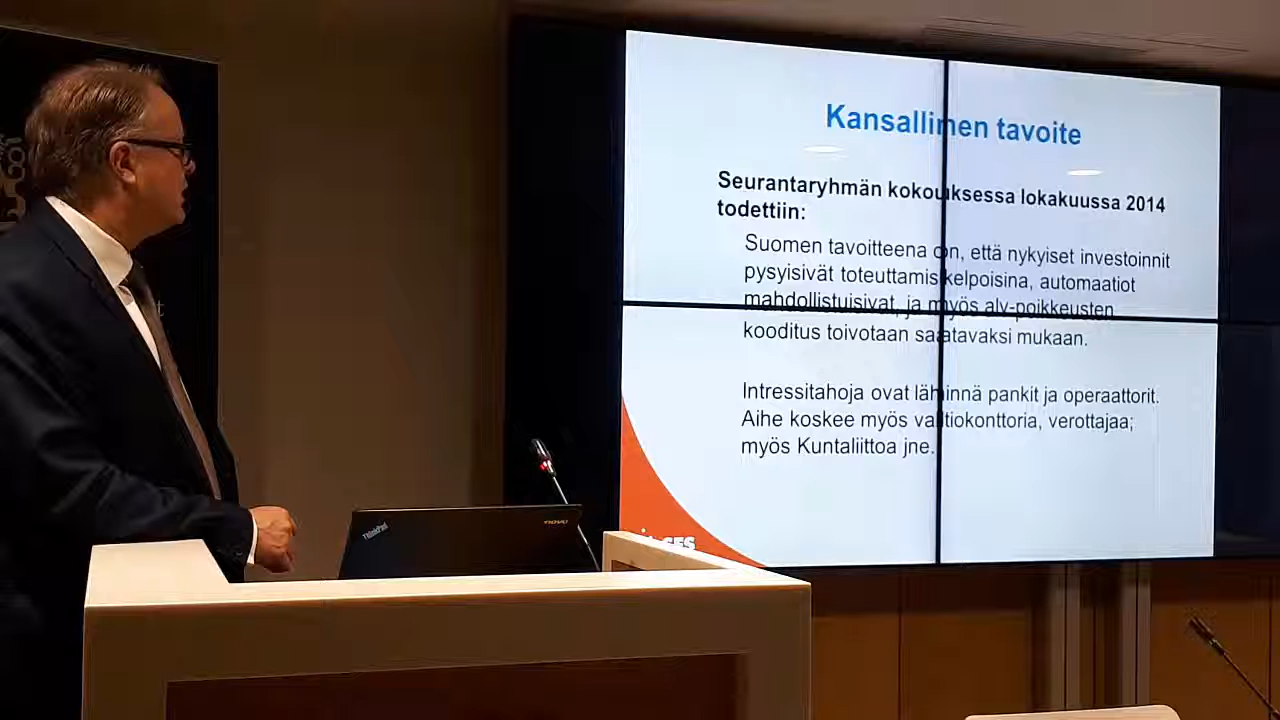 Kansallinen tavoite
Seurantaryhmän kokouksessa lokakuussa 2014
todettiin:
Suomen tavoitteena on, että nykyiset investoinnit
pysyisivät toteuttamiskelpoisina, automaatiot
mahdollistuisivat, ja myös alv-poikkeusten
kooditus toivotaan saatavaksi mukaan.
Intressitahoja ovat lähinnä pankit ja operaattorit.
Aihe koskee myös valtiokonttoria, verottajaa;
myös Kuntaliittoa jne.
SFS
ThinkPad
lenovo